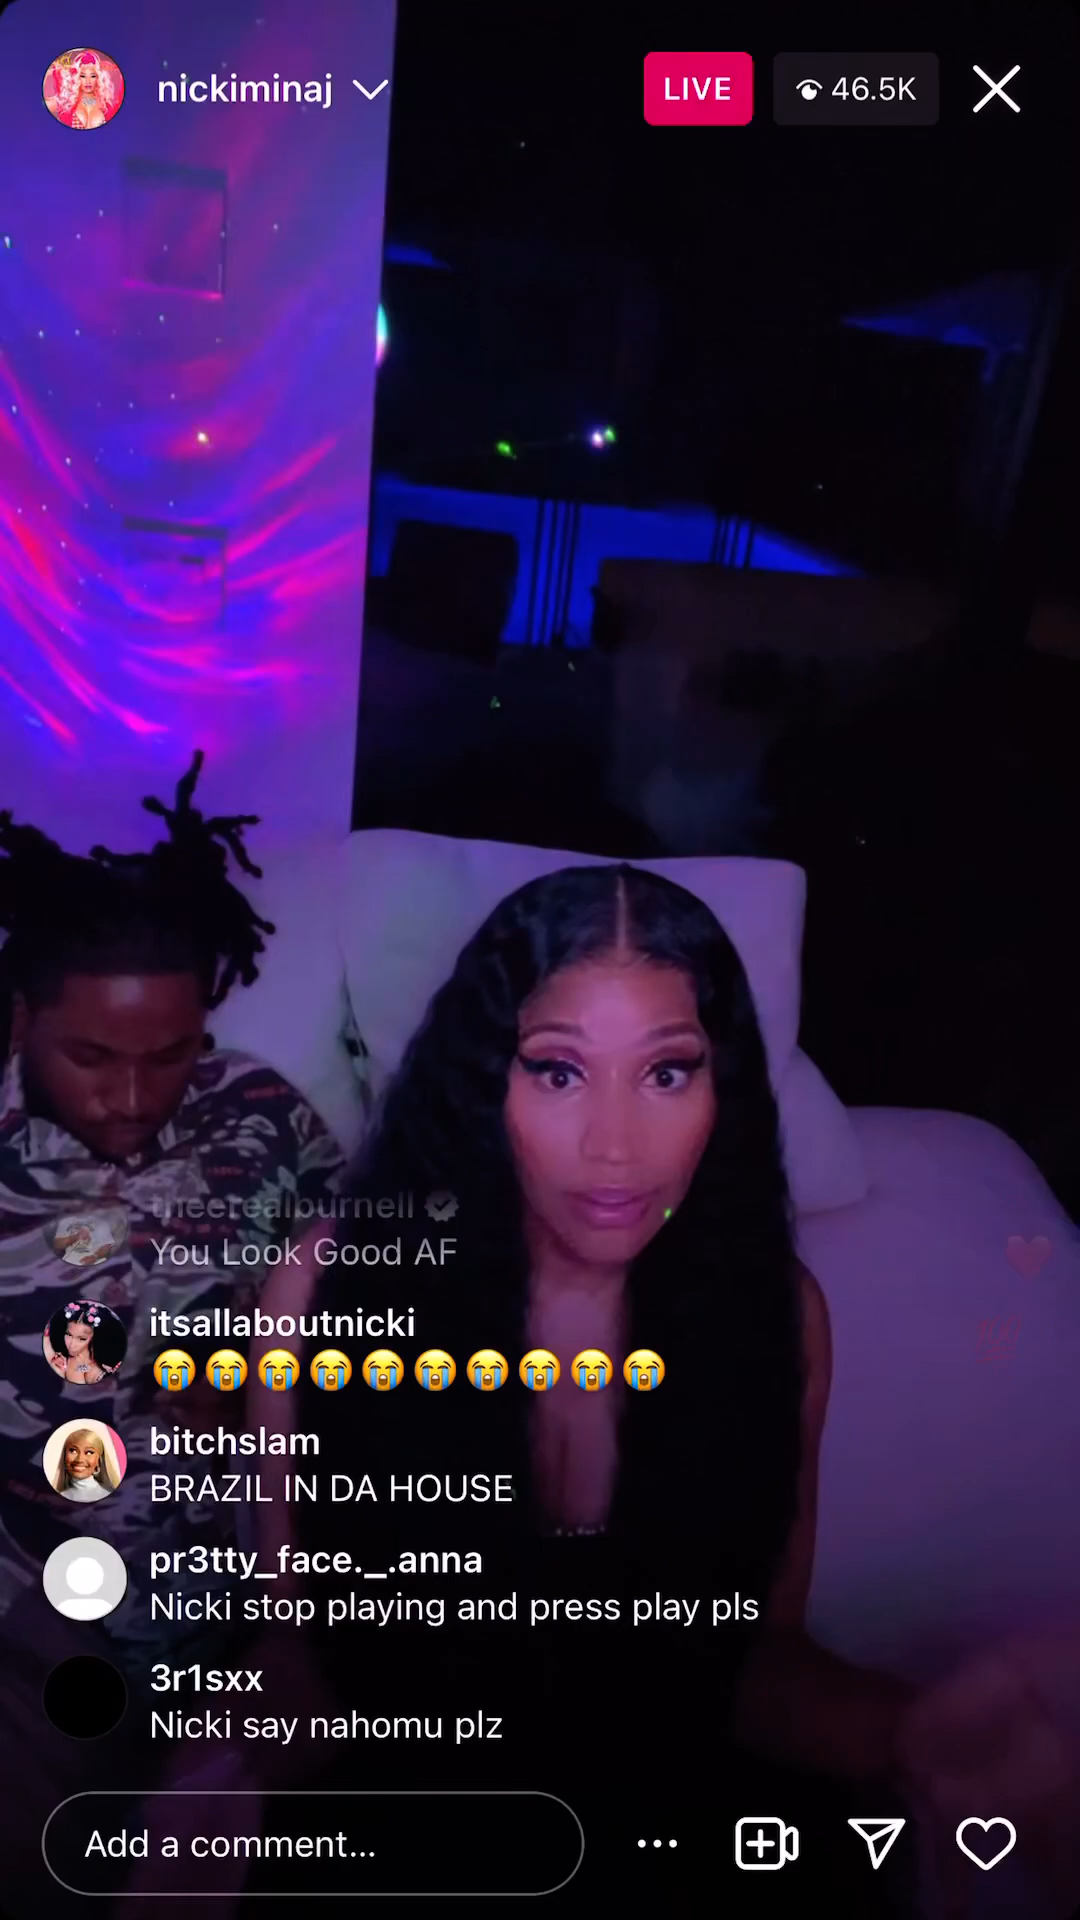 nickiminaj
LIVE
46.5K
theerealburnell
You Look Good AF
itsallaboutnicki
😭😭😭😭😭😭😭😭😭😭
bitchslam
BRAZIL IN DA HOUSE
pr3tty_face._.anna
Nicki stop playing and press play pls
3r1sxx
Nicki say nahomu plz
Add a comment...